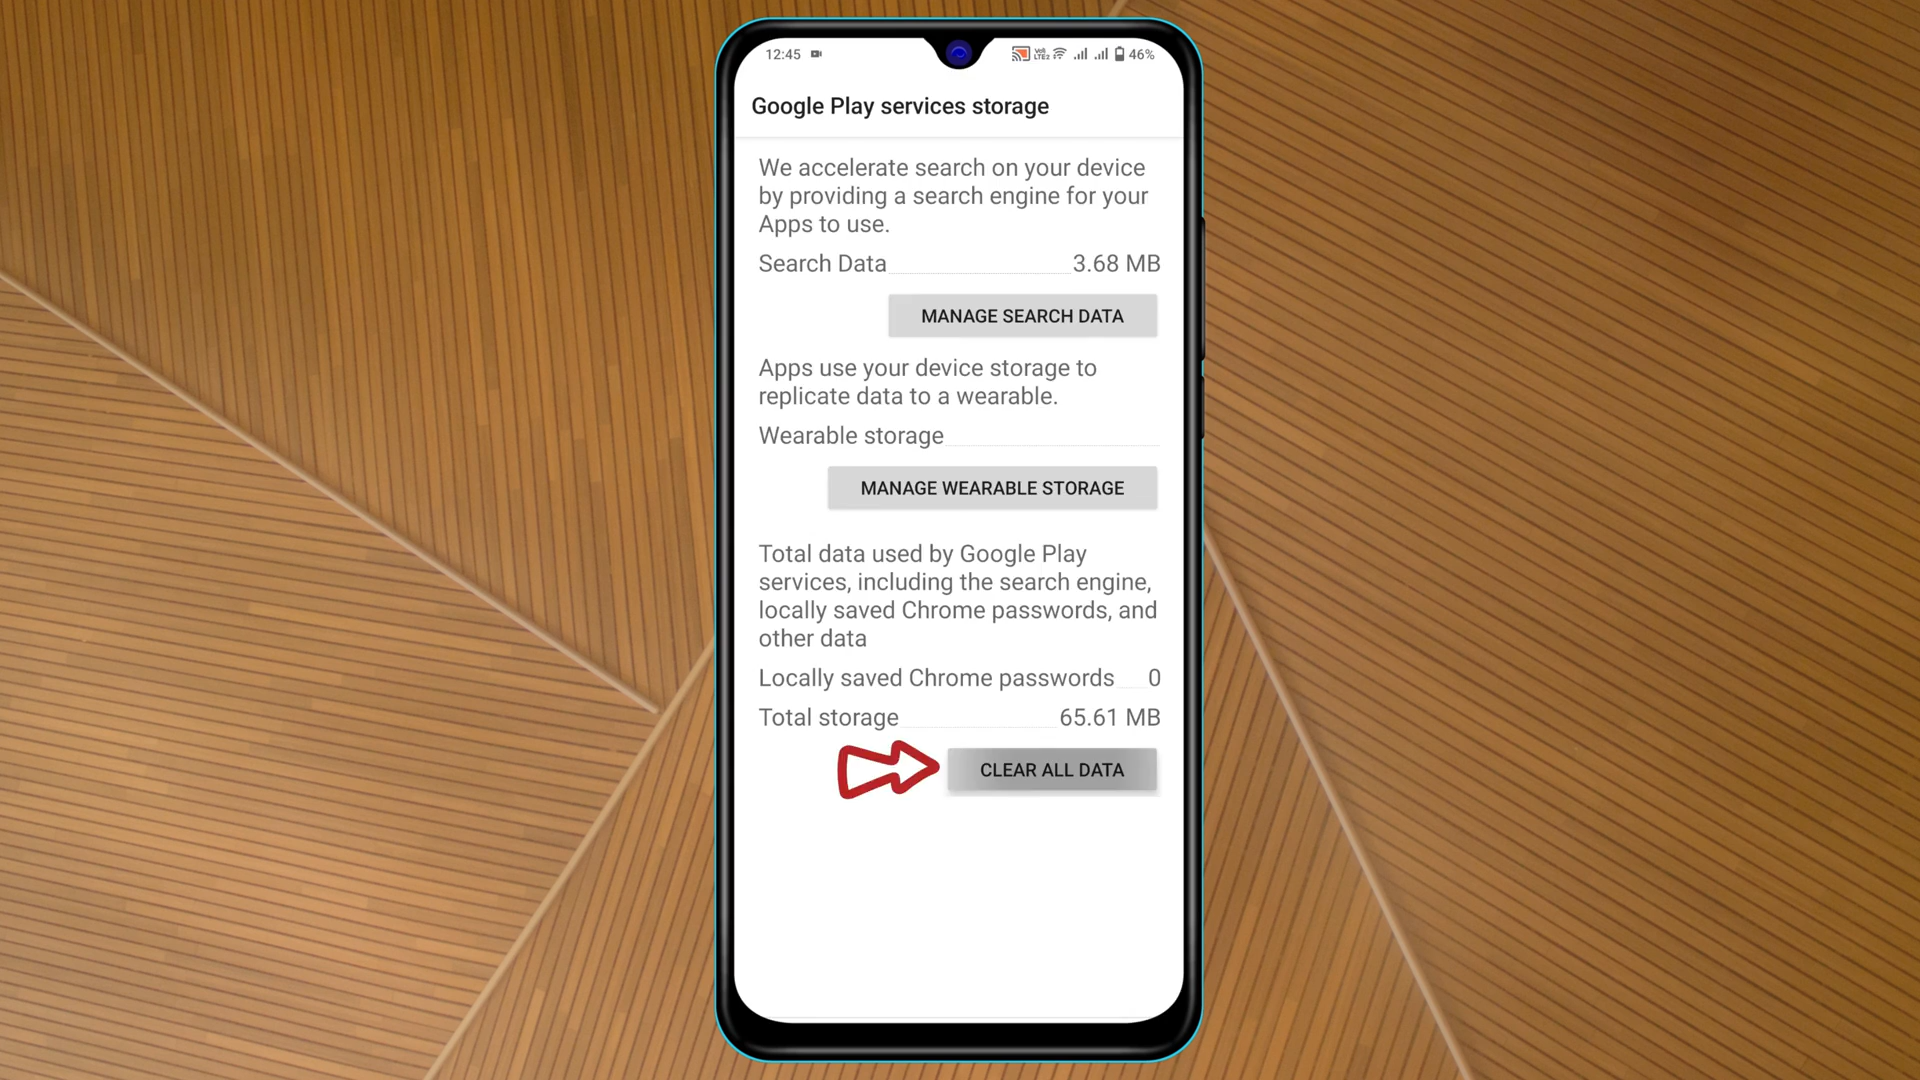 12:45 46%
Google Play services storage
We accelerate search on your device
by providing a search engine for your
Apps to use.
Search Data 3.68 MB
MANAGE SEARCH DATA
Apps use your device storage to
replicate data to a wearable.
Wearable storage
MANAGE WEARABLE STORAGE
Total data used by Google Play
services, including the search engine,
locally saved Chrome passwords, and
other data
Locally saved Chrome passwords 0
Total storage 65.61 MB
CLEAR ALL DATA